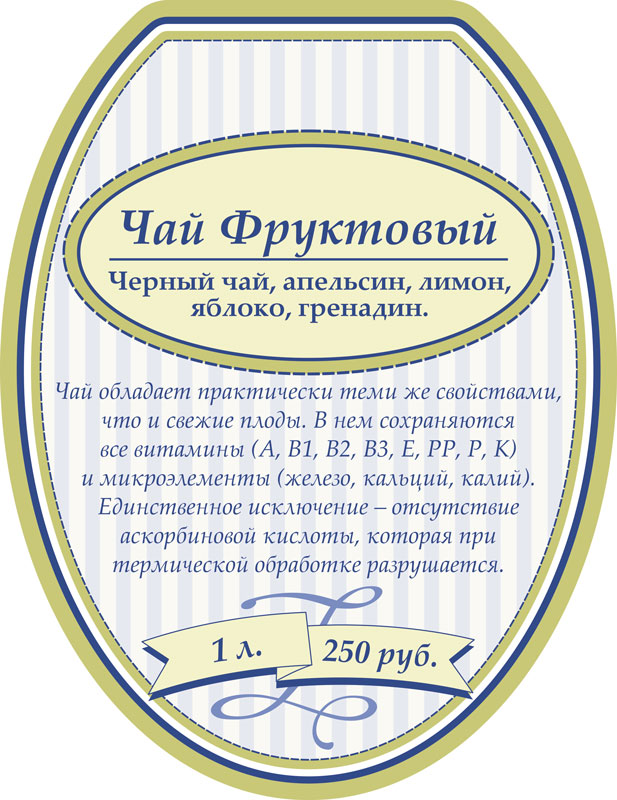 Чай Фруктовый
Черный чай, апельсин, лимон,
яблоко, гренадин.
Чай обладает практически теми же свойствами,
что и свежие плоды. В нем сохраняются
все витамины (А, В1, В2, В3, Е, РР, Р, К)
и микроэлементы (железо, кальций, калий).
Единственное исключение – отсутствие
аскорбиновой кислоты, которая при
термической обработке разрушается.
1 л.
250 руб.